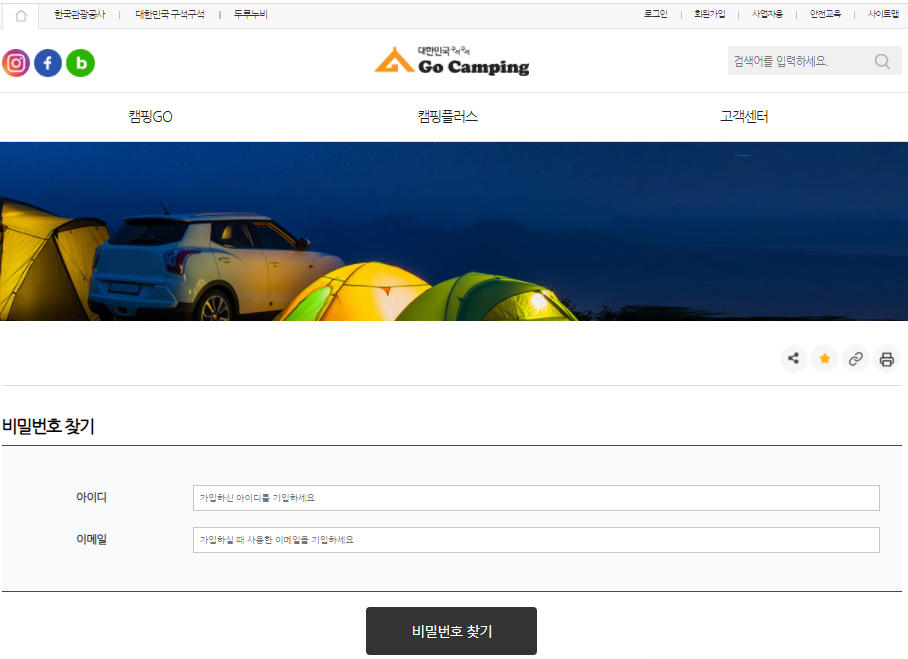 한국관광공사 대한민국 구석구석 두루누비 로그인 회원가입 사업자용 안전교육 사이트맵
f b 대한민국 구석구석
Go Camping 검색어를 입력하세요.
캠핑GO 캠핑플러스 고객센터
비밀번호 찾기
아이디 가입하신 아이디를 기입하세요
이메일 가입하실 때 사용한 이메일을 기입하세요
비밀번호 찾기